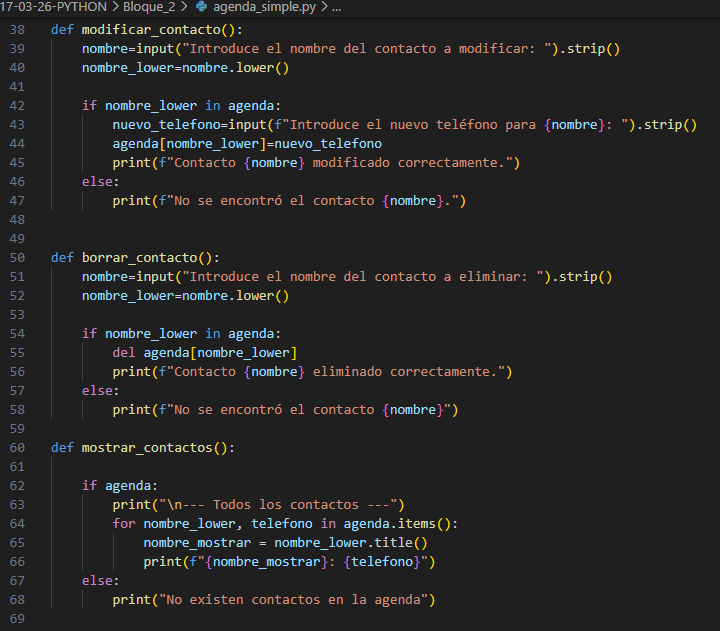 17-03-26-PYTHON > Bloque_2 > agenda_simple.py > ...
38 def modificar_contacto():
39     nombre=input("Introduce el nombre del contacto a modificar: ").strip()
40     nombre_lower=nombre.lower()
41
42     if nombre_lower in agenda:
43         nuevo_telefono=input(f"Introduce el nuevo teléfono para {nombre}: ").strip()
44         agenda[nombre_lower]=nuevo_telefono
45         print(f"Contacto {nombre} modificado correctamente.")
46     else:
47         print(f"No se encontró el contacto {nombre}.")
48
49
50 def borrar_contacto():
51     nombre=input("Introduce el nombre del contacto a eliminar: ").strip()
52     nombre_lower=nombre.lower()
53
54     if nombre_lower in agenda:
55         del agenda[nombre_lower]
56         print(f"Contacto {nombre} eliminado correctamente.")
57     else:
58         print(f"No se encontró el contacto {nombre}")
59
60 def mostrar_contactos():
61
62     if agenda:
63         print("\n--- Todos los contactos ---")
64         for nombre_lower, telefono in agenda.items():
65             nombre_mostrar = nombre_lower.title()
66             print(f"{nombre_mostrar}: {telefono}")
67     else:
68         print("No existen contactos en la agenda")
69